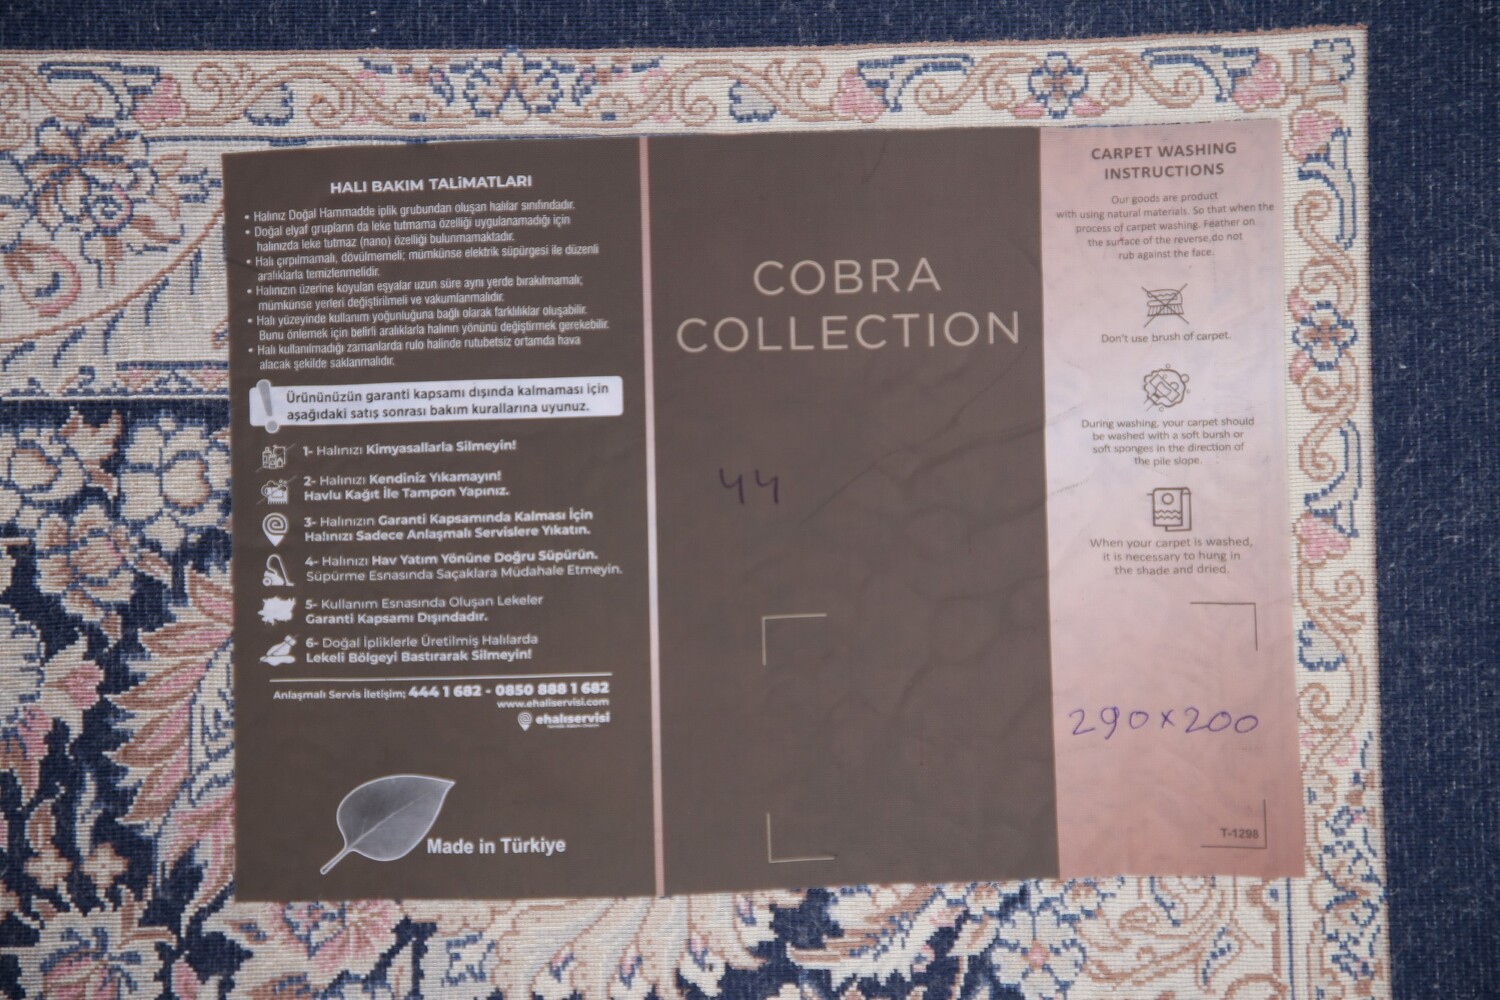 HALI BAKIM TALİMATLARI
• Halınız Doğal Hammadde iplik grubundan oluşan halılar sınıfındadır.
• Doğal elyaf grupların da leke tutmama özelliği uygulanamadığı için
halınızda leke tutmaz (nano) özelliği bulunmamaktadır.
• Halı çırpılmamalı, dövülmemeli; mümkünse elektrik süpürgesi ile düzenli
aralıklarla temizlenmelidir.
• Halınızın üzerine koyulan eşyalar uzun süre aynı yerde bırakılmamalı;
mümkünse yerleri değiştirilmeli ve vakumlanmalıdır.
• Halı yüzeyinde kullanım yoğunluğuna bağlı olarak farklılıklar oluşabilir.
Bunu önlemek için belirli aralıklarla halının yönünü değiştirmek gerekebilir.
• Halı kullanılmadığı zamanlarda rulo halinde rutubetsiz ortamda hava
alacak şekilde saklanmalıdır.
Ürününüzün garanti kapsamı dışında kalmaması için
aşağıdaki satış sonrası bakım kurallarına uyunuz.
1- Halınızı Kimyasallarla Silmeyin!
2- Halınızı Kendiniz Yıkamayın!
Havlu Kağıt İle Tampon Yapınız.
3- Halınızın Garanti Kapsamında Kalması İçin
Halınızı Sadece Anlaşmalı Servislere Yıkatın.
4- Halınızı Hav Yatım Yönüne Doğru Süpürün.
Süpürme Esnasında Saçaklara Müdahale Etmeyin.
5- Kullanım Esnasında Oluşan Lekeler
Garanti Kapsamı Dışındadır.
6- Doğal İpliklerle Üretilmiş Halılarda
Lekeli Bölgeyi Bastırarak Silmeyin!
Anlaşmalı Servis İletişim; 444 1 682 - 0850 888 1 682
www.ehaliservisi.com
ehalıservisi
Made in Türkiye
COBRA
COLLECTION
44
CARPET WASHING
INSTRUCTIONS
Our goods are product
with using natural materials. So that when the
process of carpet washing. Feather on
the surface of the reverse,do not
rub against the face.
Don't use brush of carpet.
During washing, your carpet should
be washed with a soft bursh or
soft sponges in the direction of
the pile slope.
When your carpet is washed,
it is necessary to hung in
the shade and dried.
290x200
T-1298